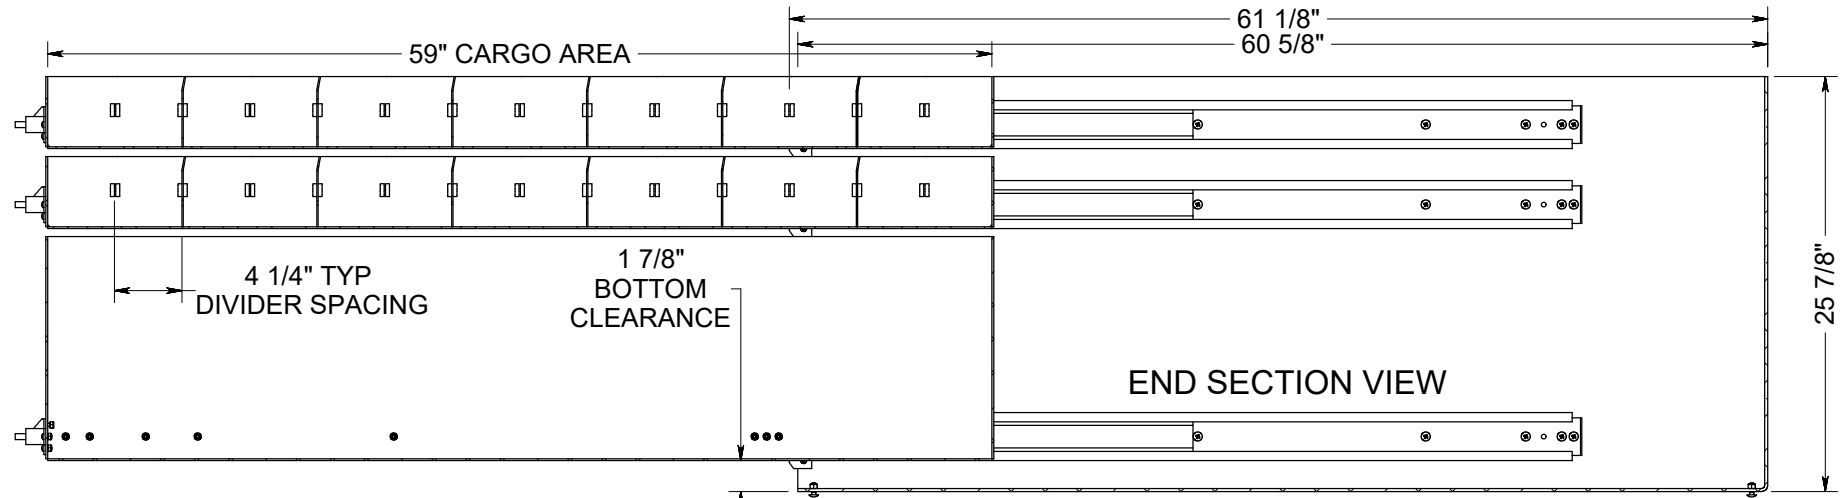 61 1/8"
60 5/8"
59" CARGO AREA
4 1/4" TYP
DIVIDER SPACING
1 7/8"
BOTTOM
CLEARANCE
25 7/8"
END SECTION VIEW